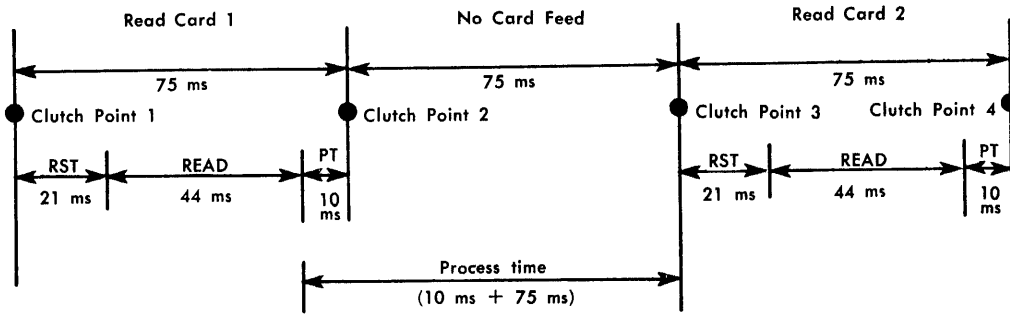 Read Card 1 No Card Feed Read Card 2
75 ms 75 ms 75 ms
Clutch Point 1 Clutch Point 2 Clutch Point 3 Clutch Point 4
RST READ PT RST READ PT
21 ms 44 ms 10 ms 21 ms 44 ms 10 ms
Process time
(10 ms + 75 ms)